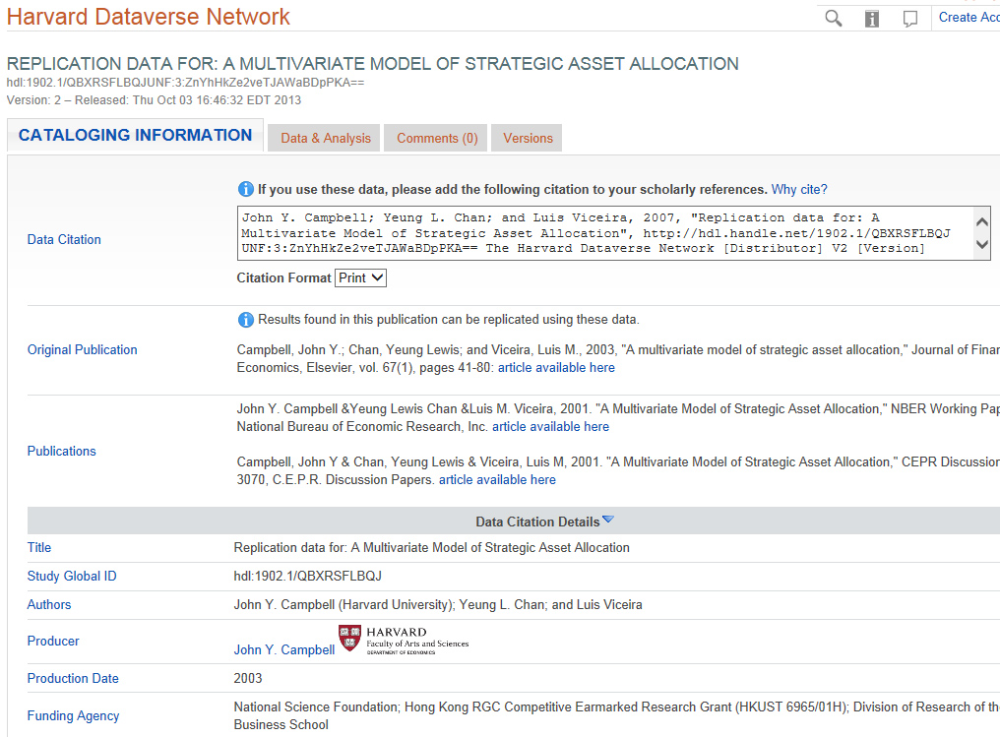 Harvard Dataverse Network
Create Acc
REPLICATION DATA FOR: A MULTIVARIATE MODEL OF STRATEGIC ASSET ALLOCATION
hdl:1902.1/QBXRSFLBQJUNF:3:ZnYhHkZe2veTJAWaBDpPKA==
Version: 2 – Released: Thu Oct 03 16:46:32 EDT 2013
CATALOGING INFORMATION Data & Analysis Comments (0) Versions
If you use these data, please add the following citation to your scholarly references. Why cite?
Data Citation
John Y. Campbell; Yeung L. Chan; and Luis Viceira, 2007, "Replication data for: A
Multivariate Model of Strategic Asset Allocation", http://hdl.handle.net/1902.1/QBXRSFLBQJ
UNF:3:ZnYhHkZe2veTJAWaBDpPKA== The Harvard Dataverse Network [Distributor] V2 [Version]
Citation Format Print
Results found in this publication can be replicated using these data.
Original Publication
Campbell, John Y.; Chan, Yeung Lewis; and Viceira, Luis M., 2003, "A multivariate model of strategic asset allocation," Journal of Finar
Economics, Elsevier, vol. 67(1), pages 41-80: article available here
Publications
John Y. Campbell &Yeung Lewis Chan &Luis M. Viceira, 2001. "A Multivariate Model of Strategic Asset Allocation," NBER Working Pap
National Bureau of Economic Research, Inc. article available here
Campbell, John Y & Chan, Yeung Lewis & Viceira, Luis M, 2001. "A Multivariate Model of Strategic Asset Allocation," CEPR Discussion
3070, C.E.P.R. Discussion Papers. article available here
Data Citation Details
Title Replication data for: A Multivariate Model of Strategic Asset Allocation
Study Global ID hdl:1902.1/QBXRSFLBQJ
Authors John Y. Campbell (Harvard University); Yeung L. Chan; and Luis Viceira
Producer John Y. Campbell
HARVARD
Faculty of Arts and Sciences
DEPARTMENT OF ECONOMICS
Production Date 2003
Funding Agency
National Science Foundation; Hong Kong RGC Competitive Earmarked Research Grant (HKUST 6965/01H); Division of Research of th
Business School